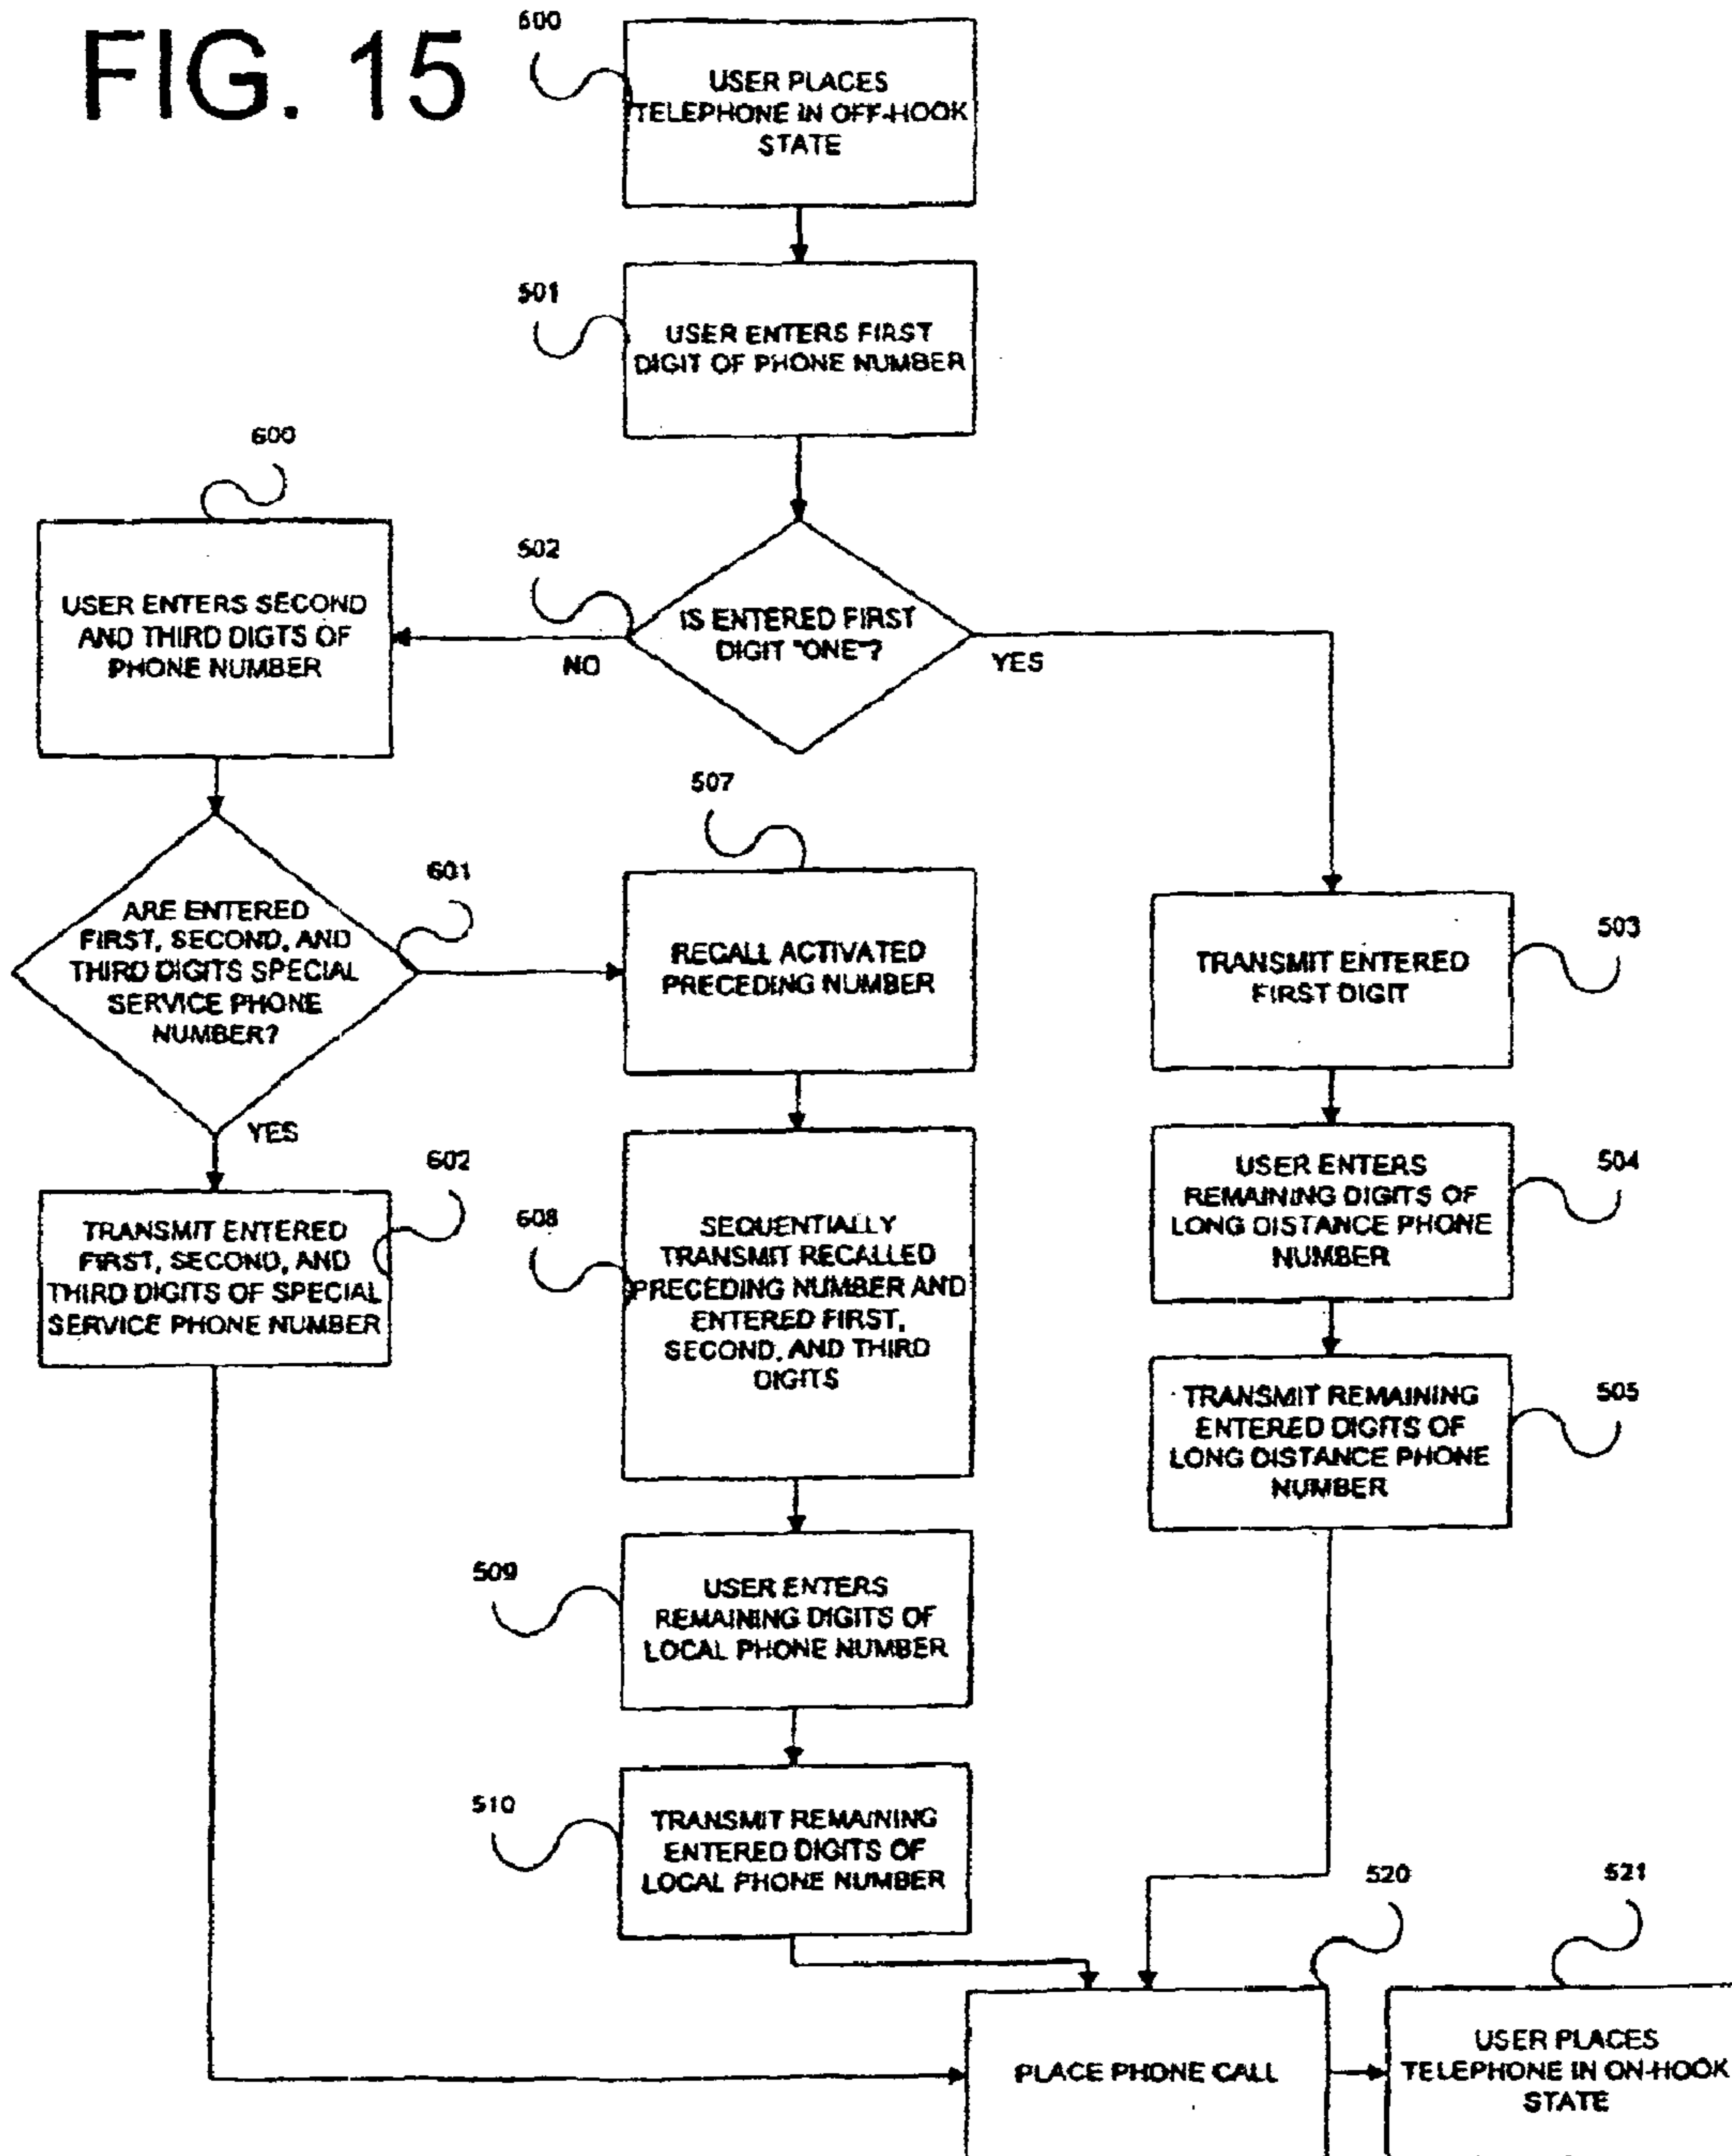 FIG. 15
600
USER PLACES
TELEPHONE IN OFF-HOOK
STATE
501
USER ENTERS FIRST
DIGIT OF PHONE NUMBER
600
USER ENTERS SECOND
AND THIRD DIGTS OF
PHONE NUMBER
502
IS ENTERED FIRST
DIGIT "ONE"?
NO
YES
601
ARE ENTERED
FIRST, SECOND, AND
THIRD DIGITS SPECIAL
SERVICE PHONE
NUMBER?
YES
507
RECALL ACTIVATED
PRECEDING NUMBER
503
TRANSMIT ENTERED
FIRST DIGIT
602
TRANSMIT ENTERED
FIRST, SECOND, AND
THIRD DIGITS OF SPECIAL
SERVICE PHONE NUMBER
608
SEQUENTIALLY
TRANSMIT RECALLED
PRECEDING NUMBER AND
ENTERED FIRST,
SECOND, AND THIRD
DIGITS
504
USER ENTERS
REMAINING DIGITS OF
LONG DISTANCE PHONE
NUMBER
505
TRANSMIT REMAINING
ENTERED DIGITS OF
LONG DISTANCE PHONE
NUMBER
509
USER ENTERS
REMAINING DIGITS OF
LOCAL PHONE NUMBER
510
TRANSMIT REMAINING
ENTERED DIGITS OF
LOCAL PHONE NUMBER
520
PLACE PHONE CALL
521
USER PLACES
TELEPHONE IN ON-HOOK
STATE